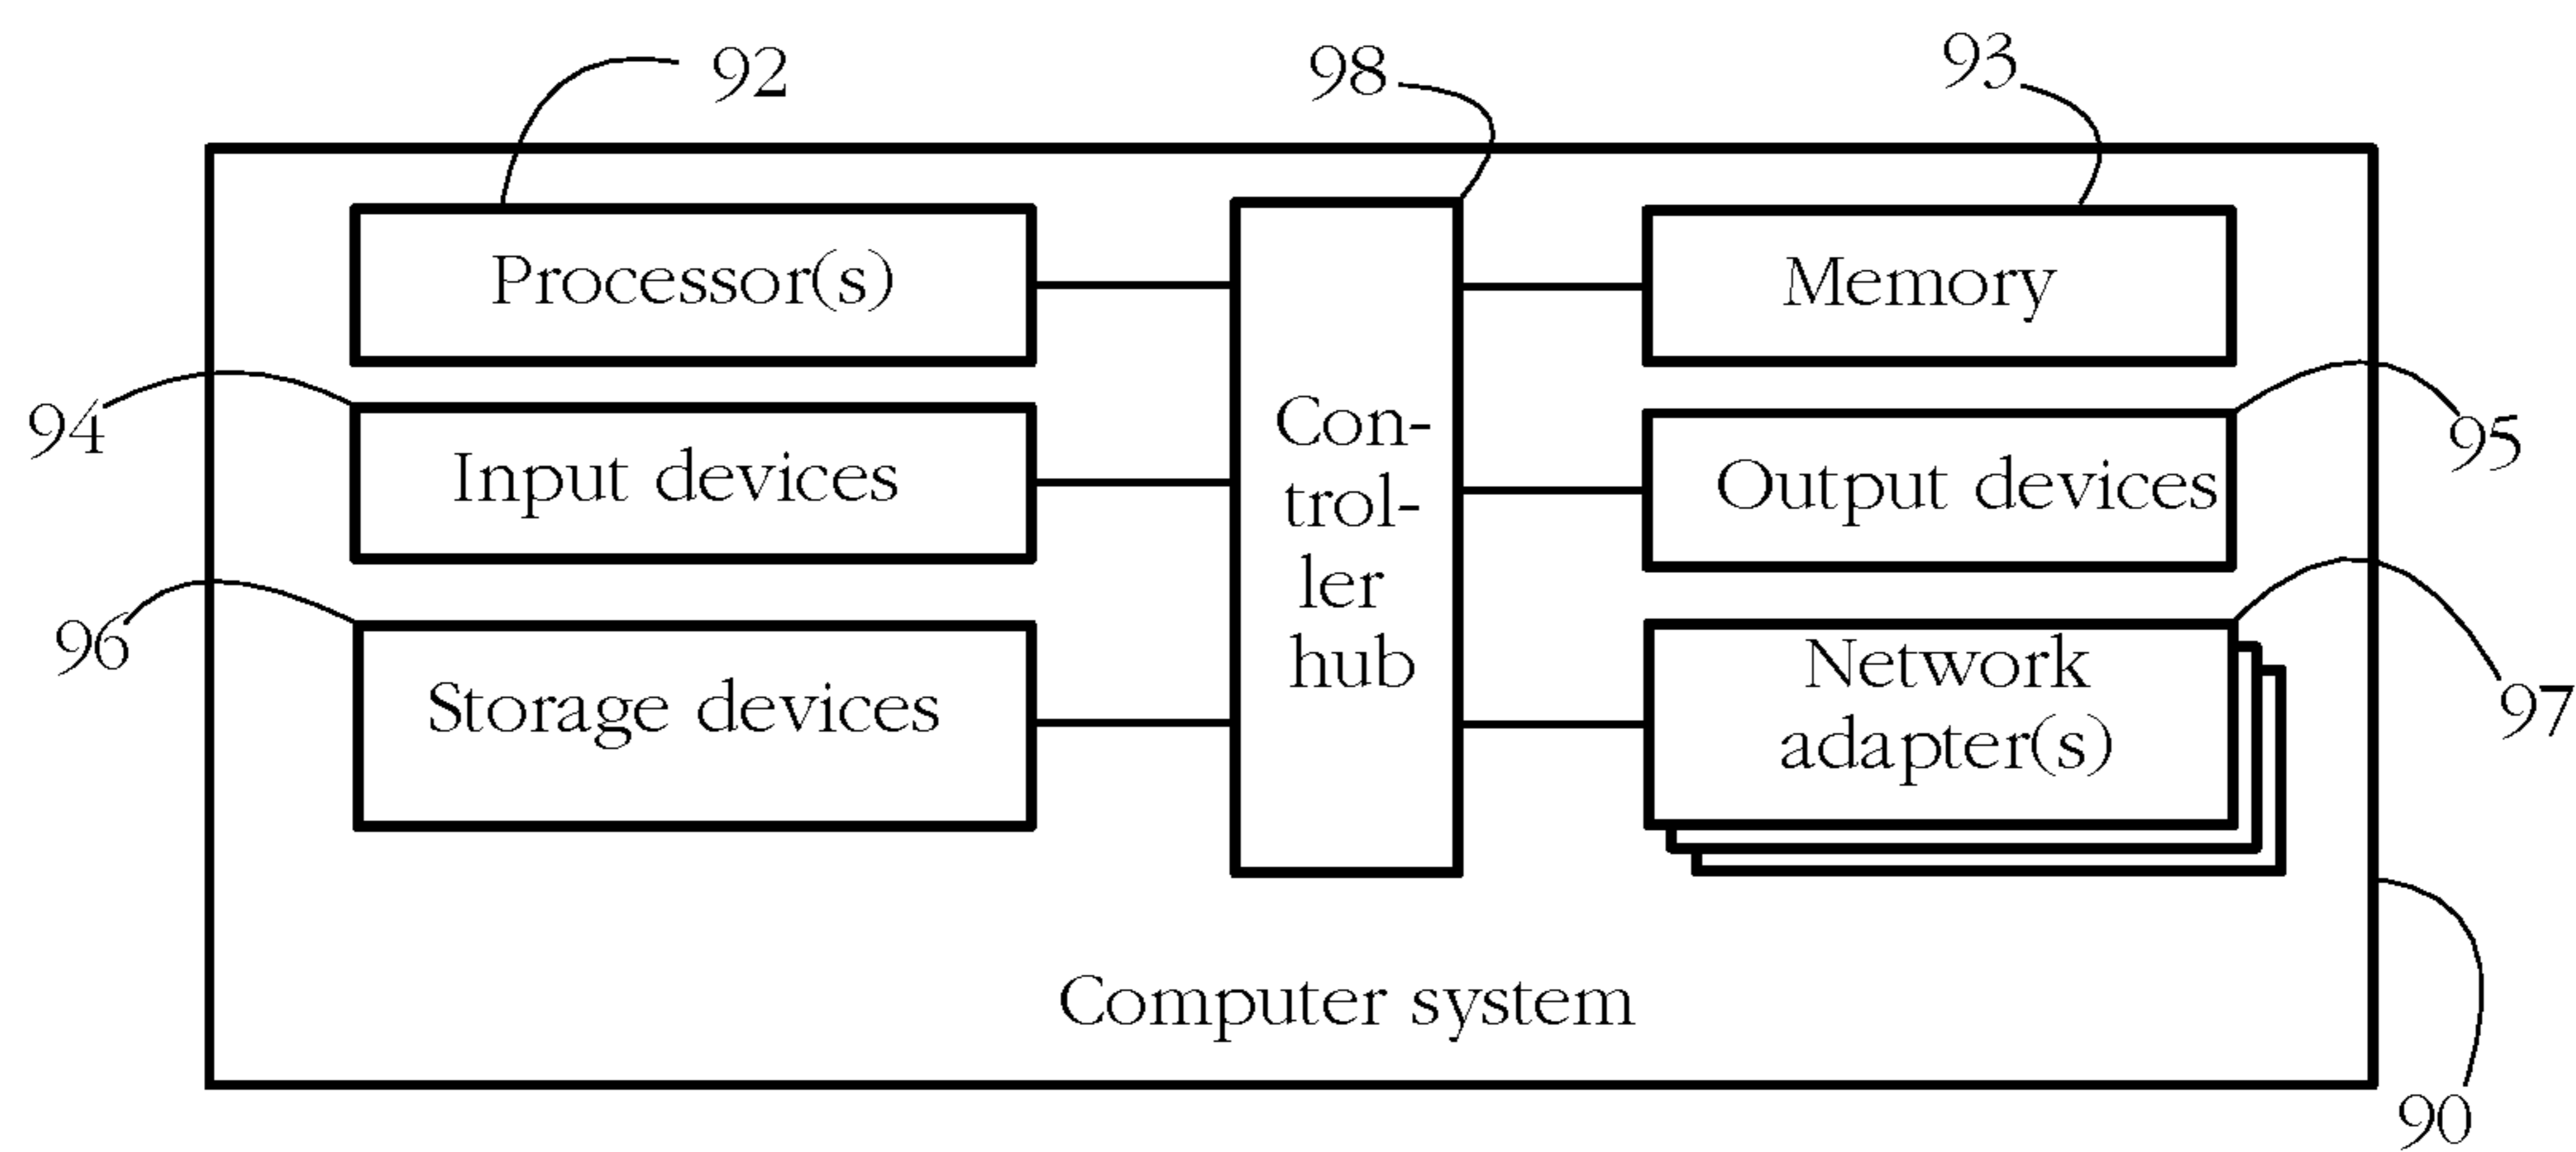 92
98
93
Processor(s)
Memory
94
Input devices
Con-
trol-
ler
hub
Output devices
95
96
Storage devices
Network
adapter(s)
97
Computer system
90